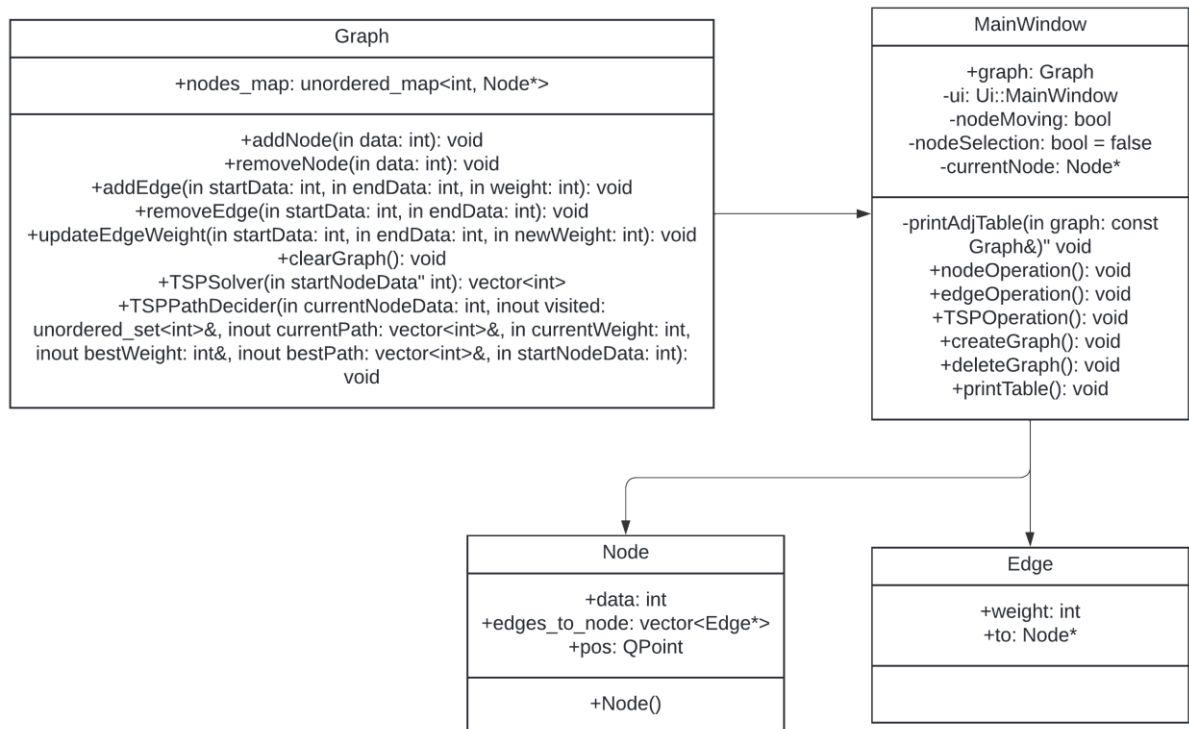 Graph
+nodes_map: unordered_map<int, Node*>
+addNode(in data: int): void
+removeNode(in data: int): void
+addEdge(in startData: int, in endData: int, in weight: int): void
+removeEdge(in startData: int, in endData: int): void
+updateEdgeWeight(in startData: int, in endData: int, in newWeight: int): void
+clearGraph(): void
+TSPSolver(in startNodeData" int): vector<int>
+TSPPathDecider(in currentNodeData: int, inout visited:
unordered_set<int>&, inout currentPath: vector<int>&, in currentWeight: int,
inout bestWeight: int&, inout bestPath: vector<int>&, in startNodeData: int):
void
MainWindow
+graph: Graph
-ui: Ui::MainWindow
-nodeMoving: bool
-nodeSelection: bool = false
-currentNode: Node*
-printAdjTable(in graph: const
Graph&)" void
+nodeOperation(): void
+edgeOperation(): void
+TSPOperation(): void
+createGraph(): void
+deleteGraph(): void
+printTable(): void
Node
+data: int
+edges_to_node: vector<Edge*>
+pos: QPoint
+Node()
Edge
+weight: int
+to: Node*